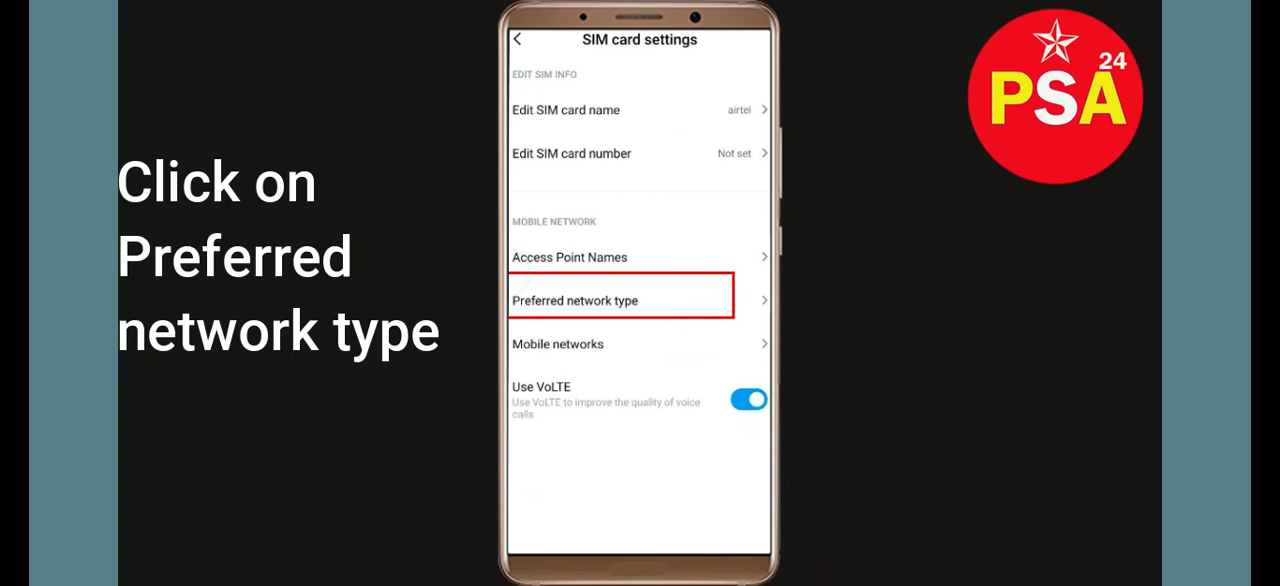 Click on
Preferred
network type
SIM card settings
EDIT SIM INFO
Edit SIM card name airtel
Edit SIM card number Not set
MOBILE NETWORK
Access Point Names
Preferred network type
Mobile networks
Use VoLTE
Use VoLTE to improve the quality of voice
calls
24
PSA